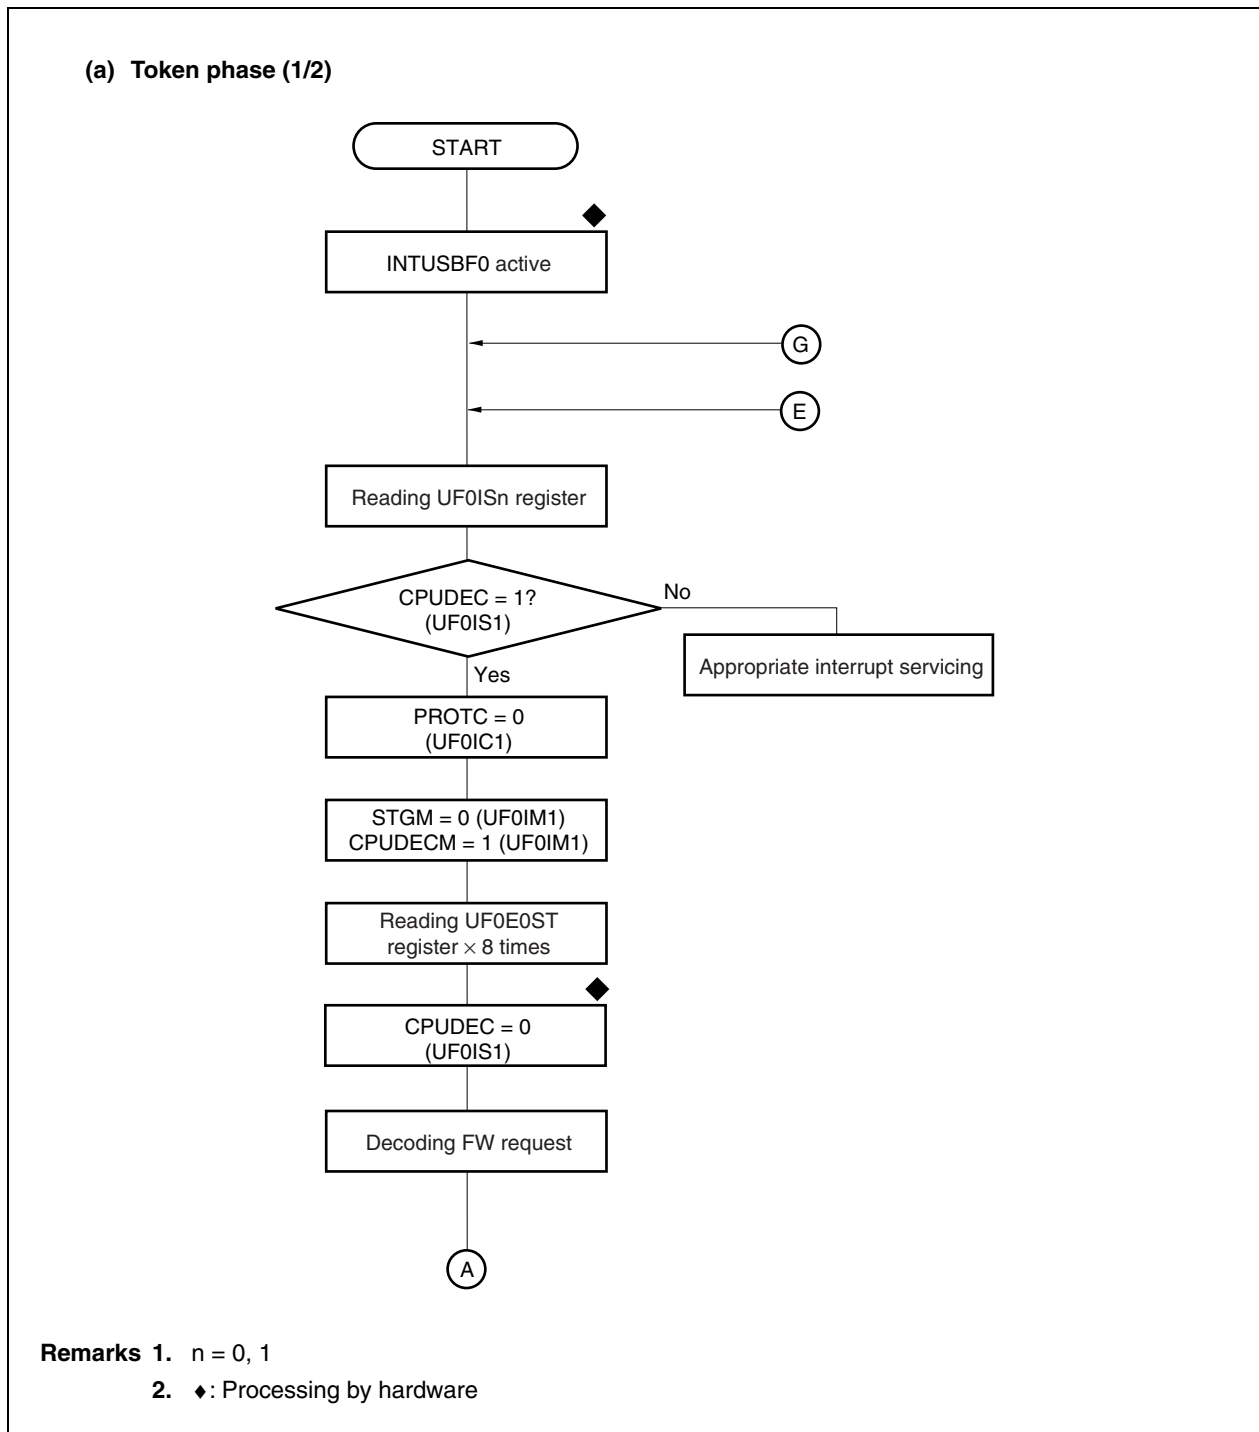 (a) Token phase (1/2)
START
INTUSBF0 active
G
E
Reading UF0ISn register
CPUDEC = 1?
(UF0IS1)
No
Appropriate interrupt servicing
Yes
PROTC = 0
(UF0IC1)
STGM = 0 (UF0IM1)
CPUDECM = 1 (UF0IM1)
Reading UF0E0ST
register × 8 times
CPUDEC = 0
(UF0IS1)
Decoding FW request
A
Remarks 1. n = 0, 1
2. ♦: Processing by hardware